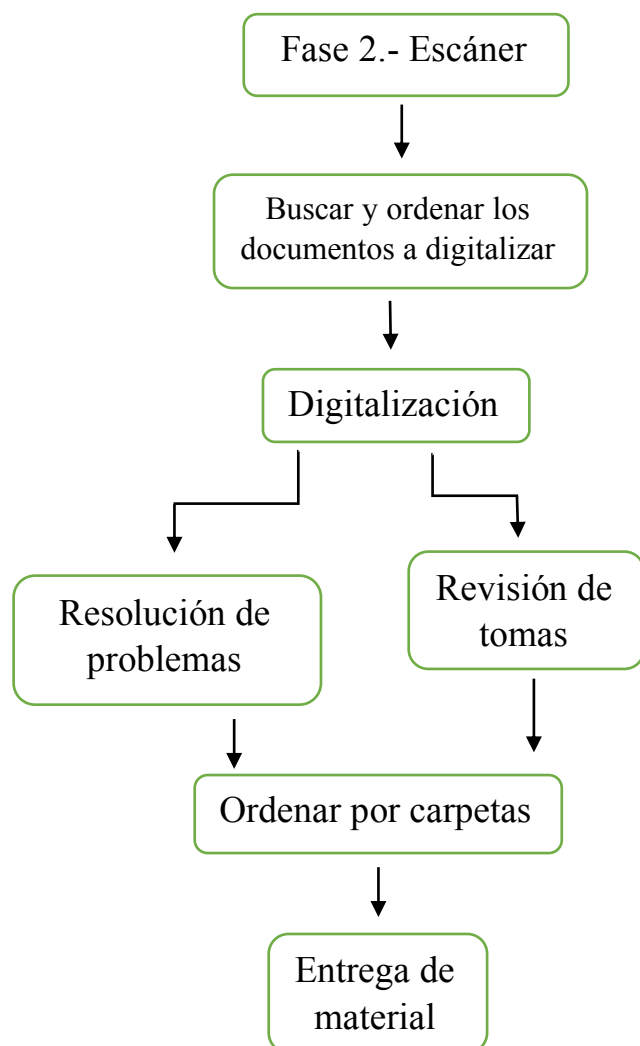 Fase 2.- Escáner
Buscar y ordenar los
documentos a digitalizar
Digitalización
Resolución de
problemas
Revisión de
tomas
Ordenar por carpetas
Entrega de
material